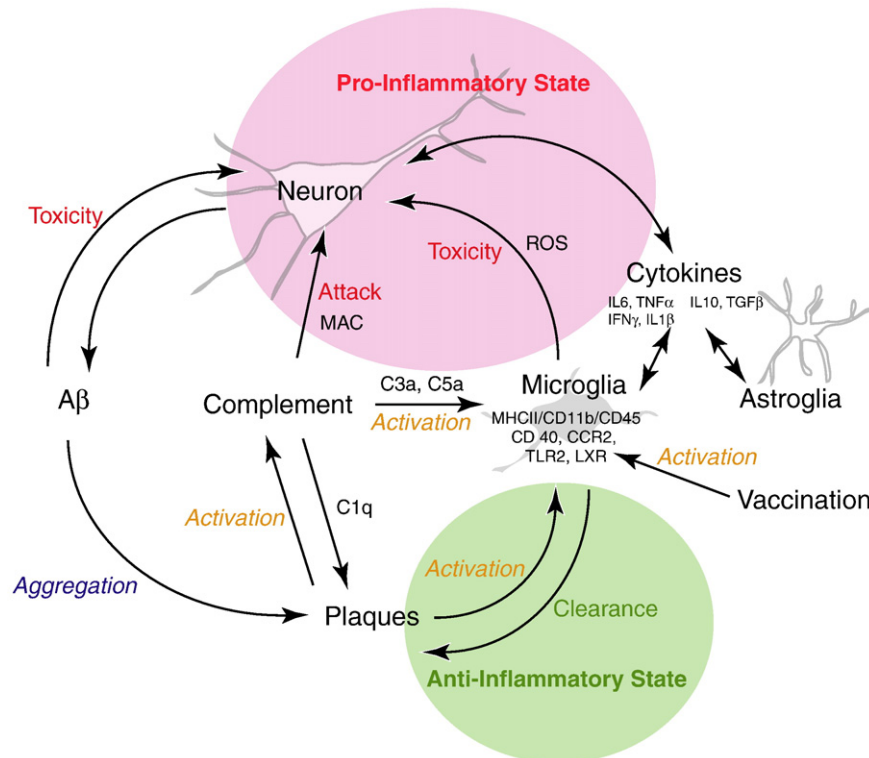 Pro-Inflammatory State
Neuron
Toxicity
Toxicity
ROS
Cytokines
IL6, TNFα IL10, TGFβ
IFNγ, IL1β
Attack
MAC
Aβ
Complement
C3a, C5a
Activation
Microglia
MHCII/CD11b/CD45
CD 40, CCR2,
TLR2, LXR
Astroglia
Activation
Vaccination
Activation
C1q
Aggregation
Activation
Plaques
Clearance
Anti-Inflammatory State